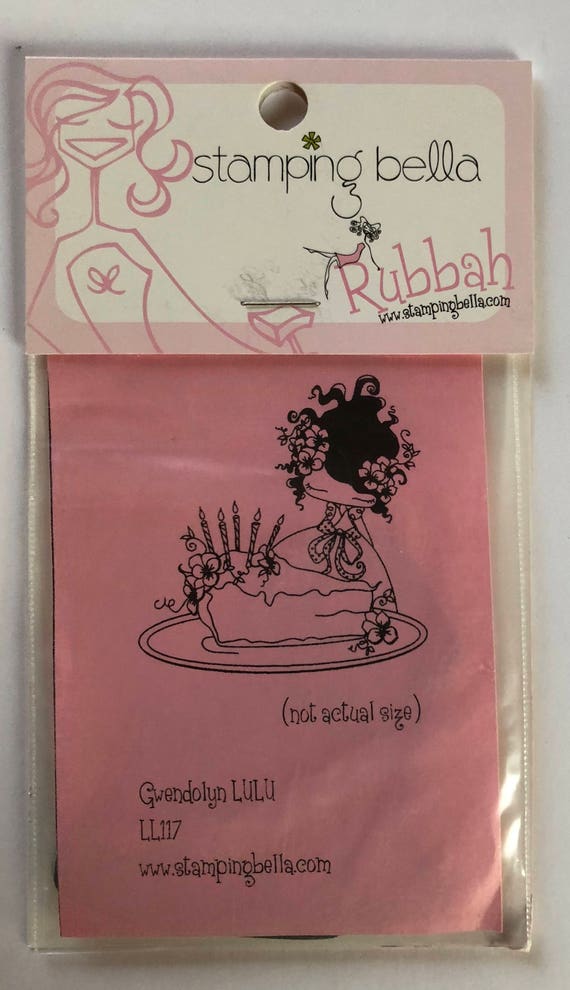 stamping bella
Rubbah
www.stampingbella.com
(not actual size)
Gwendolyn LULU
LL117
www.stampingbella.com